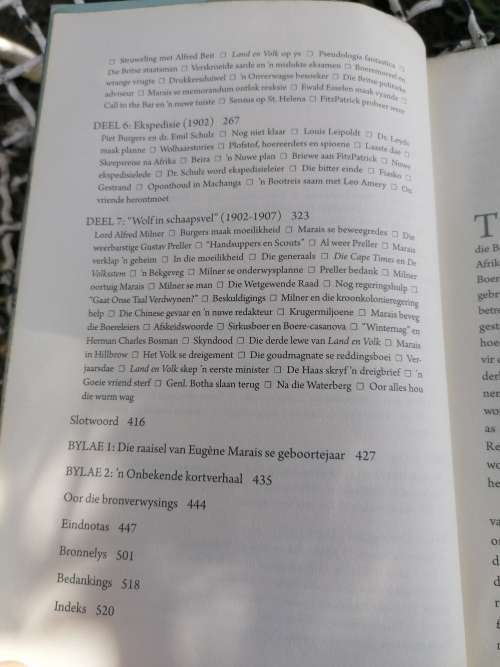 ☐ Struweling met Alfred Beit ☐ Land en Volk op ys ☐ Pseudologia fantastica ☐
Die Britse staatsman ☐ Verskroeide aarde en 'n mislukte eksamen ☐ Boeremoreel en
wrange vrugte ☐ Drukkersduiwel ☐ 'n Onverwagse besoeker ☐ Die Britse politieke
adviseur ☐ Marais se memorandum ontlok reaksie ☐ Ewald Esselen maak vyande ☐
Call to the Bar en 'n nuwe tuiste ☐ Sensus op St. Helena ☐ FitzPatrick probeer weer
DEEL 6: Ekspedisie (1902) 267
Piet Burgers en dr. Emil Schulz ☐ Nog nie klaar ☐ Louis Leipoldt ☐ Dr. Leyds
maak planne ☐ Wolhaarstories ☐ Plofstof, hoereerders en spioene ☐ Laaste dae ☐
Skeepsreise na Afrika ☐ Beira ☐ 'n Nuwe plan ☐ Briewe aan FitzPatrick ☐ Nuwe
ekspedisielede ☐ Dr. Schulz word ekspedisieleier ☐ Die bitter einde ☐ Fiasko ☐
Gestrand ☐ Oponthoud in Machanga ☐ 'n Bootreis saam met Leo Amery ☐ Ou
vriende herontmoet
DEEL 7: "Wolf in schaapsvel" (1902-1907) 323
Lord Alfred Milner ☐ Burgers maak moeilikheid ☐ Marais se beweegredes ☐ Die
weerbarstige Gustav Preller ☐ "Handsuppers en Scouts" ☐ Al weer Preller ☐ Marais
verklap 'n geheim ☐ In die moeilikheid ☐ Die generaals ☐ Die Cape Times en De
Volksstem ☐ 'n Bekgeveg ☐ Milner se onderwysplanne ☐ Preller bedank ☐ Milner
oortuig Marais ☐ Milner se man ☐ Die Wetgewende Raad ☐ Nog regeringshulp ☐
"Gaat Onse Taal Verdwynen?" ☐ Beskuldigings ☐ Milner en die kroonkolonieregering
help ☐ Die Chinese gevaar en 'n nuwe redakteur ☐ Krugermiljoene ☐ Marais beveg
die Boereleiers ☐ Afskeidswoorde ☐ Sirkusboer en Boere-casanova ☐ "Winternag" en
Herman Charles Bosman ☐ Skyndood ☐ Die derde lewe van Land en Volk ☐ Marais
in Hillbrow ☐ Het Volk se dreigement ☐ Die goudmagnate se reddingsboei ☐ Ver-
jaarsdae ☐ Land en Volk skep 'n eerste minister ☐ De Haas skryf 'n dreigbrief ☐ 'n
Goeie vriend sterf ☐ Genl. Botha slaan terug ☐ Na die Waterberg ☐ Oor alles hou
die wurm wag
Slotwoord 416
BYLAE 1: Die raaisel van Eugène Marais se geboortejaar 427
BYLAE 2: 'n Onbekende kortverhaal 435
Oor die bronverwysings 444
Eindnotas 447
Bronnelys 501
Bedankings 518
Indeks 520